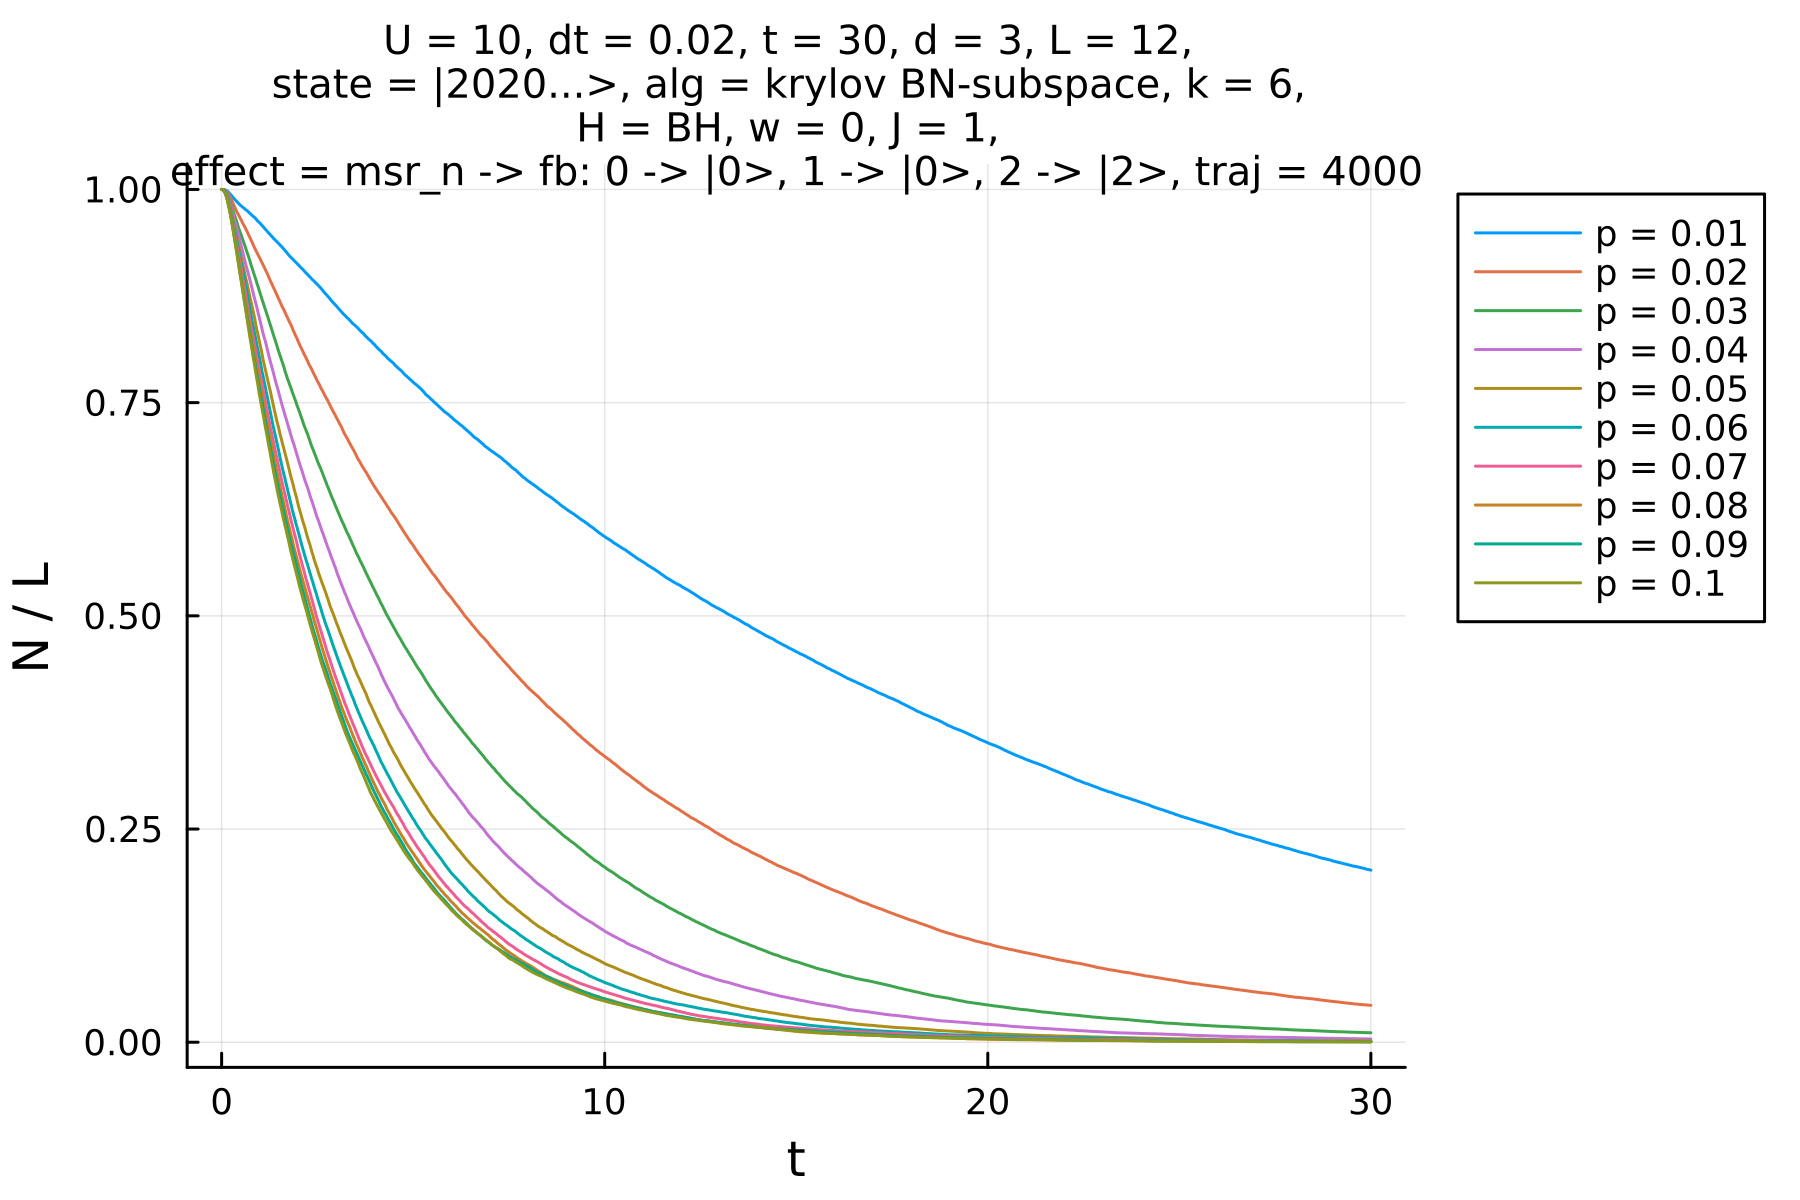 U = 10, dt = 0.02, t = 30, d = 3, L = 12,
state = |2020...>, alg = krylov BN-subspace, k = 6,
H = BH, w = 0, J = 1,
effect = msr_n -> fb: 0 -> |0>, 1 -> |0>, 2 -> |2>, traj = 4000
N / L
1.00
0.75
0.50
0.25
0.00
0
10
20
30
t
p = 0.01
p = 0.02
p = 0.03
p = 0.04
p = 0.05
p = 0.06
p = 0.07
p = 0.08
p = 0.09
p = 0.1